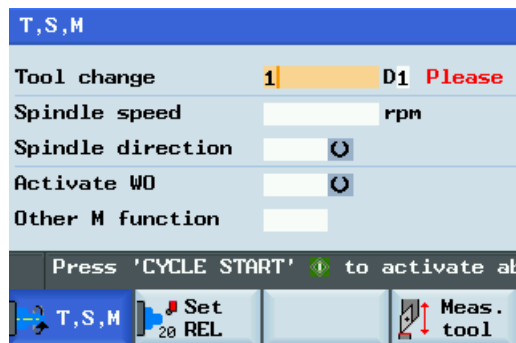 T,S,M
Tool change 1 D1 Please
Spindle speed rpm
Spindle direction
Activate WO
Other M function
Press 'CYCLE START' to activate
T,S,M
Set
20 REL
Meas.
tool